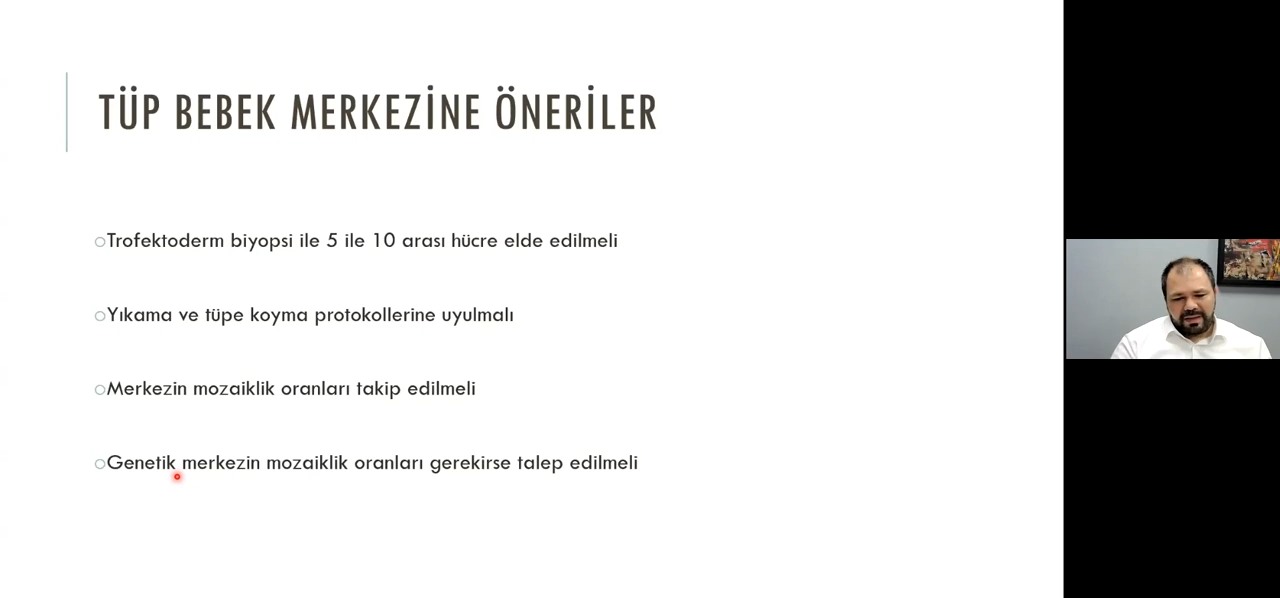 TÜP BEBEK MERKEZİNE ÖNERİLER
Trofektoderm biyopsi ile 5 ile 10 arası hücre elde edilmeli
Yıkama ve tüpe koyma protokollerine uyulmalı
Merkezin mozaiklik oranları takip edilmeli
Genetik merkezin mozaiklik oranları gerekirse talep edilmeli